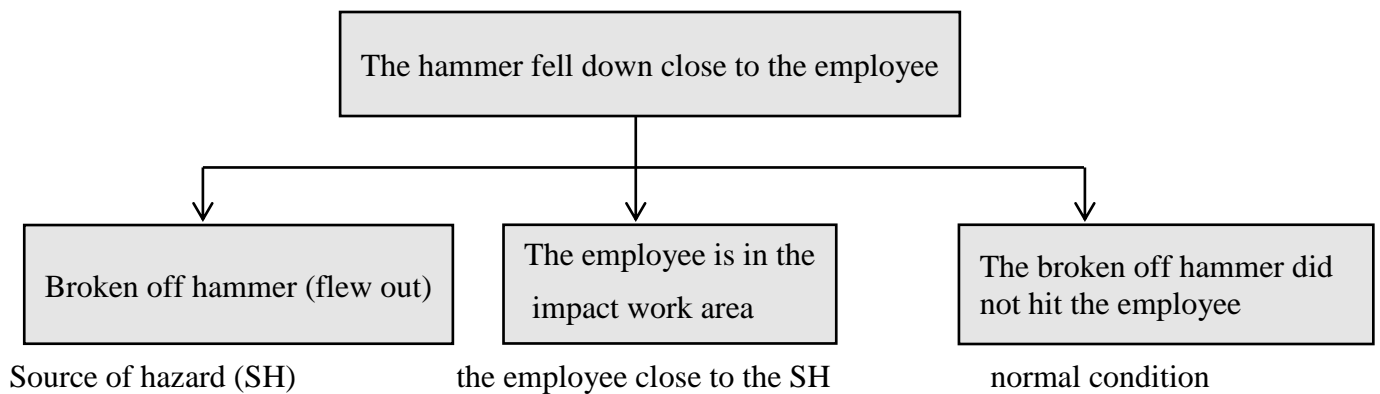 The hammer fell down close to the employee
Broken off hammer (flew out)
The employee is in the
impact work area
The broken off hammer did
not hit the employee
Source of hazard (SH)
the employee close to the SH
normal condition